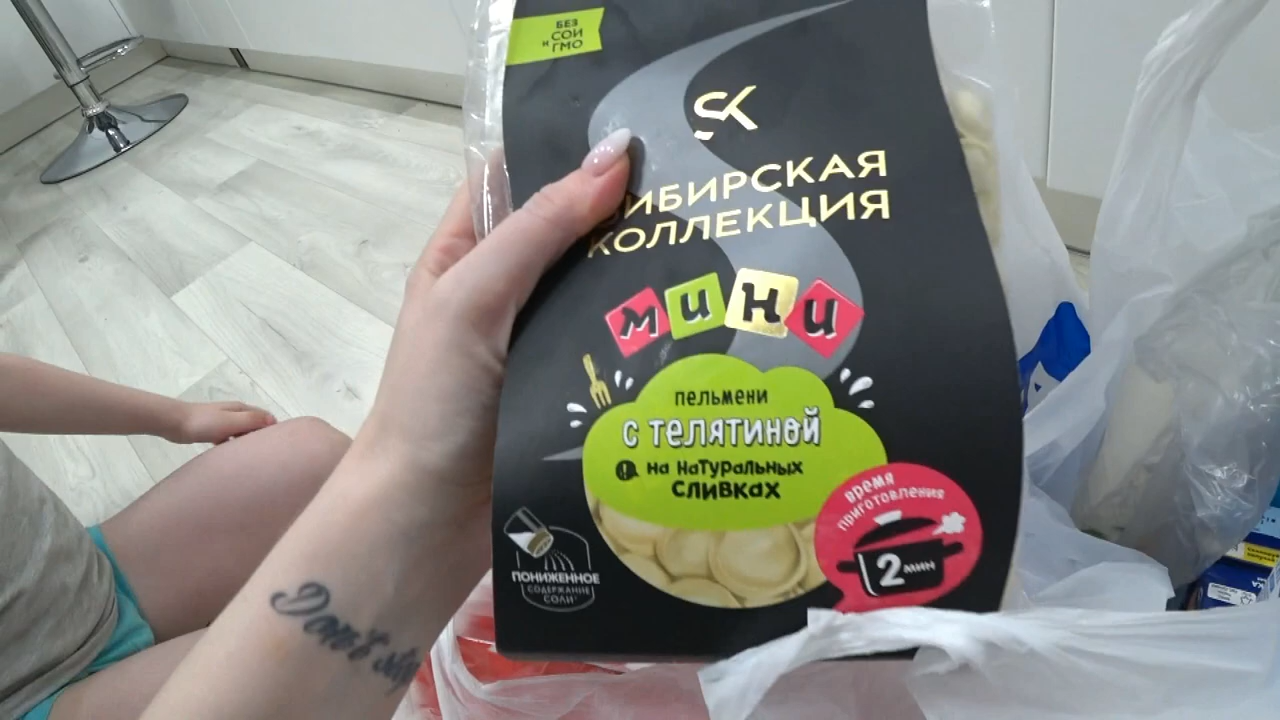 БЕЗ
СОИ
И ГМО
SK
СИБИРСКАЯ
КОЛЛЕКЦИЯ
мини
пельмени
с телятиной
на натуральных
сливках
время
приготовления
2 мин
ПОНИЖЕННОЕ
СОДЕРЖАНИЕ
СОЛИ*
Don't